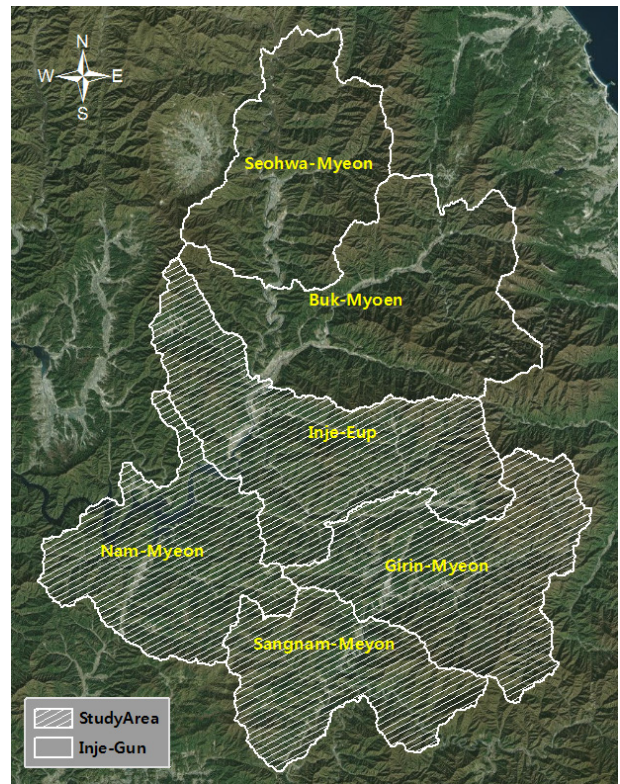 N
W E
S
Seohwa-Myeon
Buk-Myoen
Inje-Eup
Nam-Myeon
Girin-Myeon
Sangnam-Meyon
StudyArea
Inje-Gun